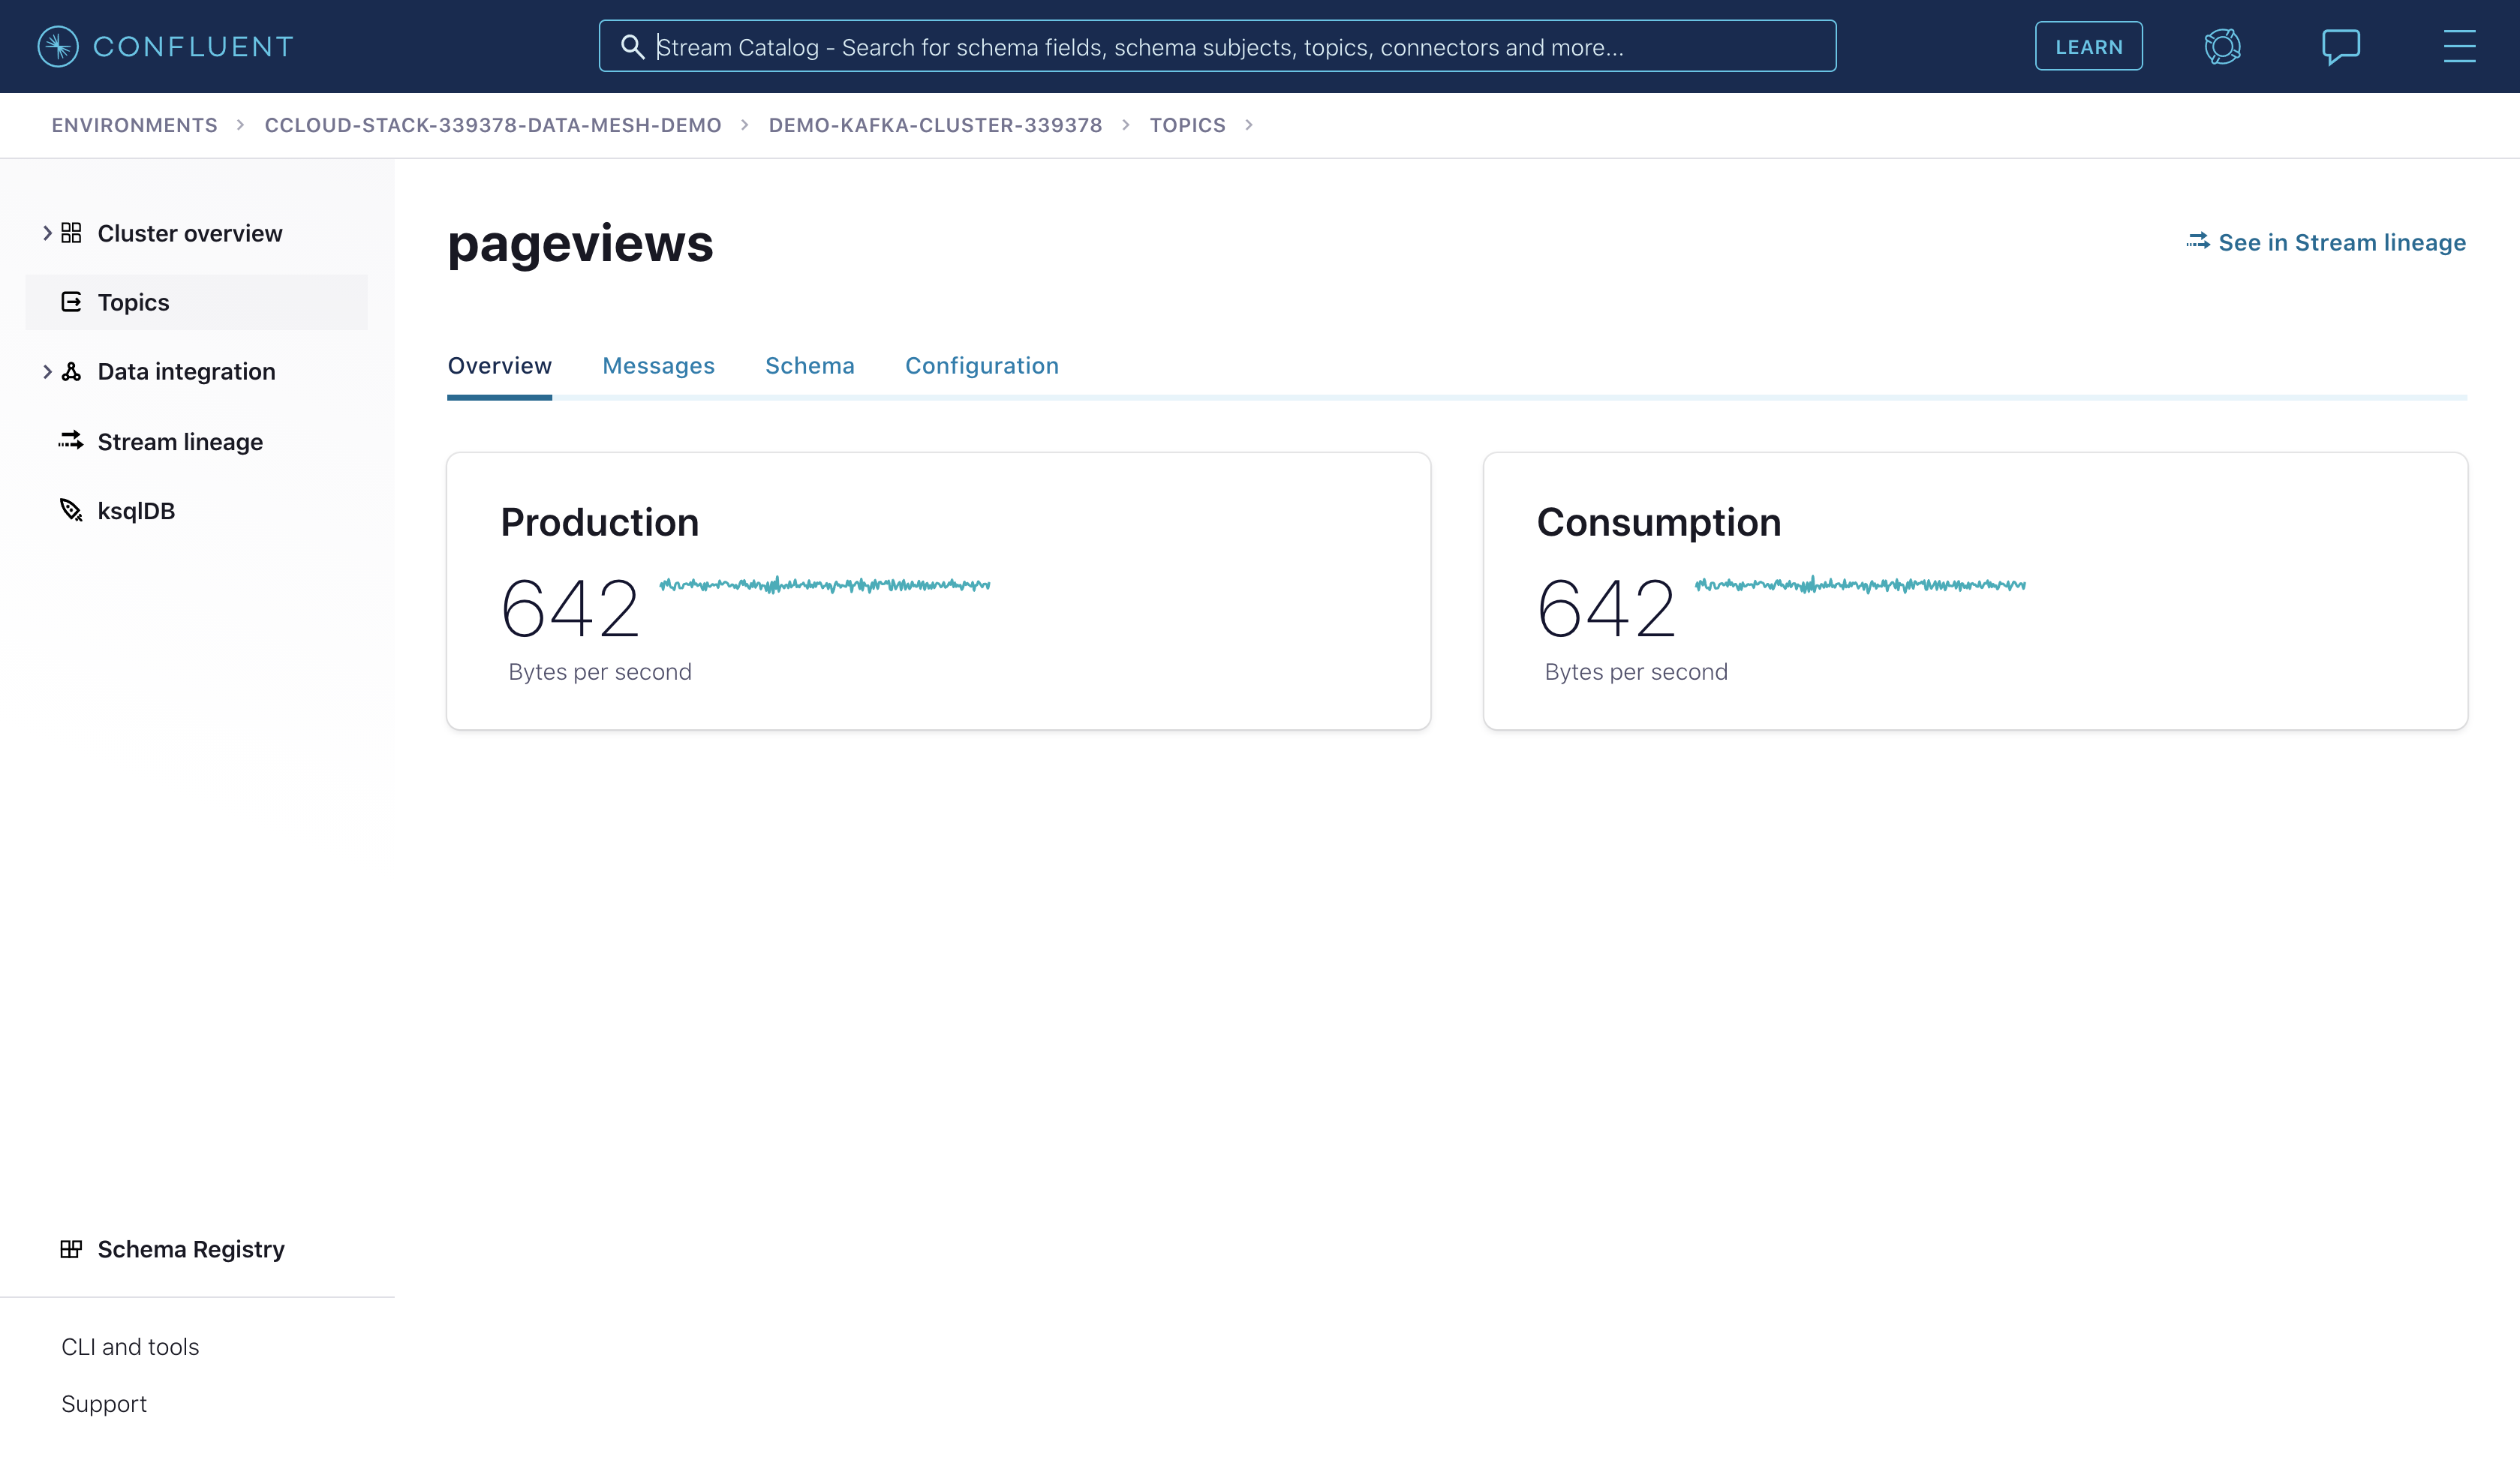 CONFLUENT
Stream Catalog - Search for schema fields, schema subjects, topics, connectors and more...
LEARN
ENVIRONMENTS > CCLOUD-STACK-339378-DATA-MESH-DEMO > DEMO-KAFKA-CLUSTER-339378 > TOPICS >
Cluster overview
Topics
Data integration
Stream lineage
ksqlDB
Schema Registry
CLI and tools
Support
pageviews
See in Stream lineage
Overview Messages Schema Configuration
Production
642
Bytes per second
Consumption
642
Bytes per second